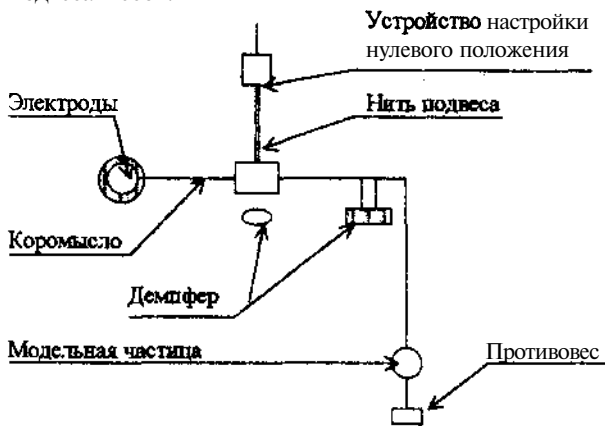 Устройство настройки
нулевого положения
Электроды
Нить подвеса
Коромысло
Демпфер
Модельная частица
Противовес